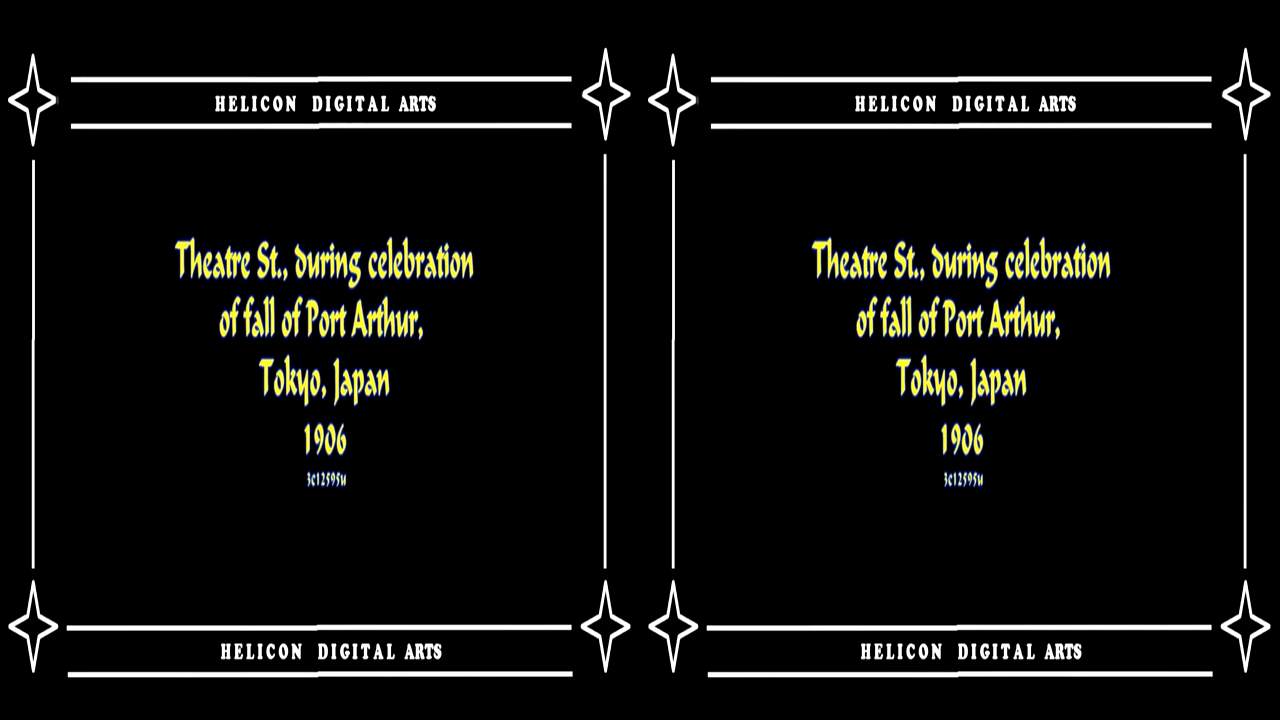 HELICON DIGITAL ARTS
Theatre St., during celebration
of fall of Port Arthur,
Tokyo, Japan
1906
3c12595u
HELICON DIGITAL ARTS
HELICON DIGITAL ARTS
Theatre St., during celebration
of fall of Port Arthur,
Tokyo, Japan
1906
3c12595u
HELICON DIGITAL ARTS